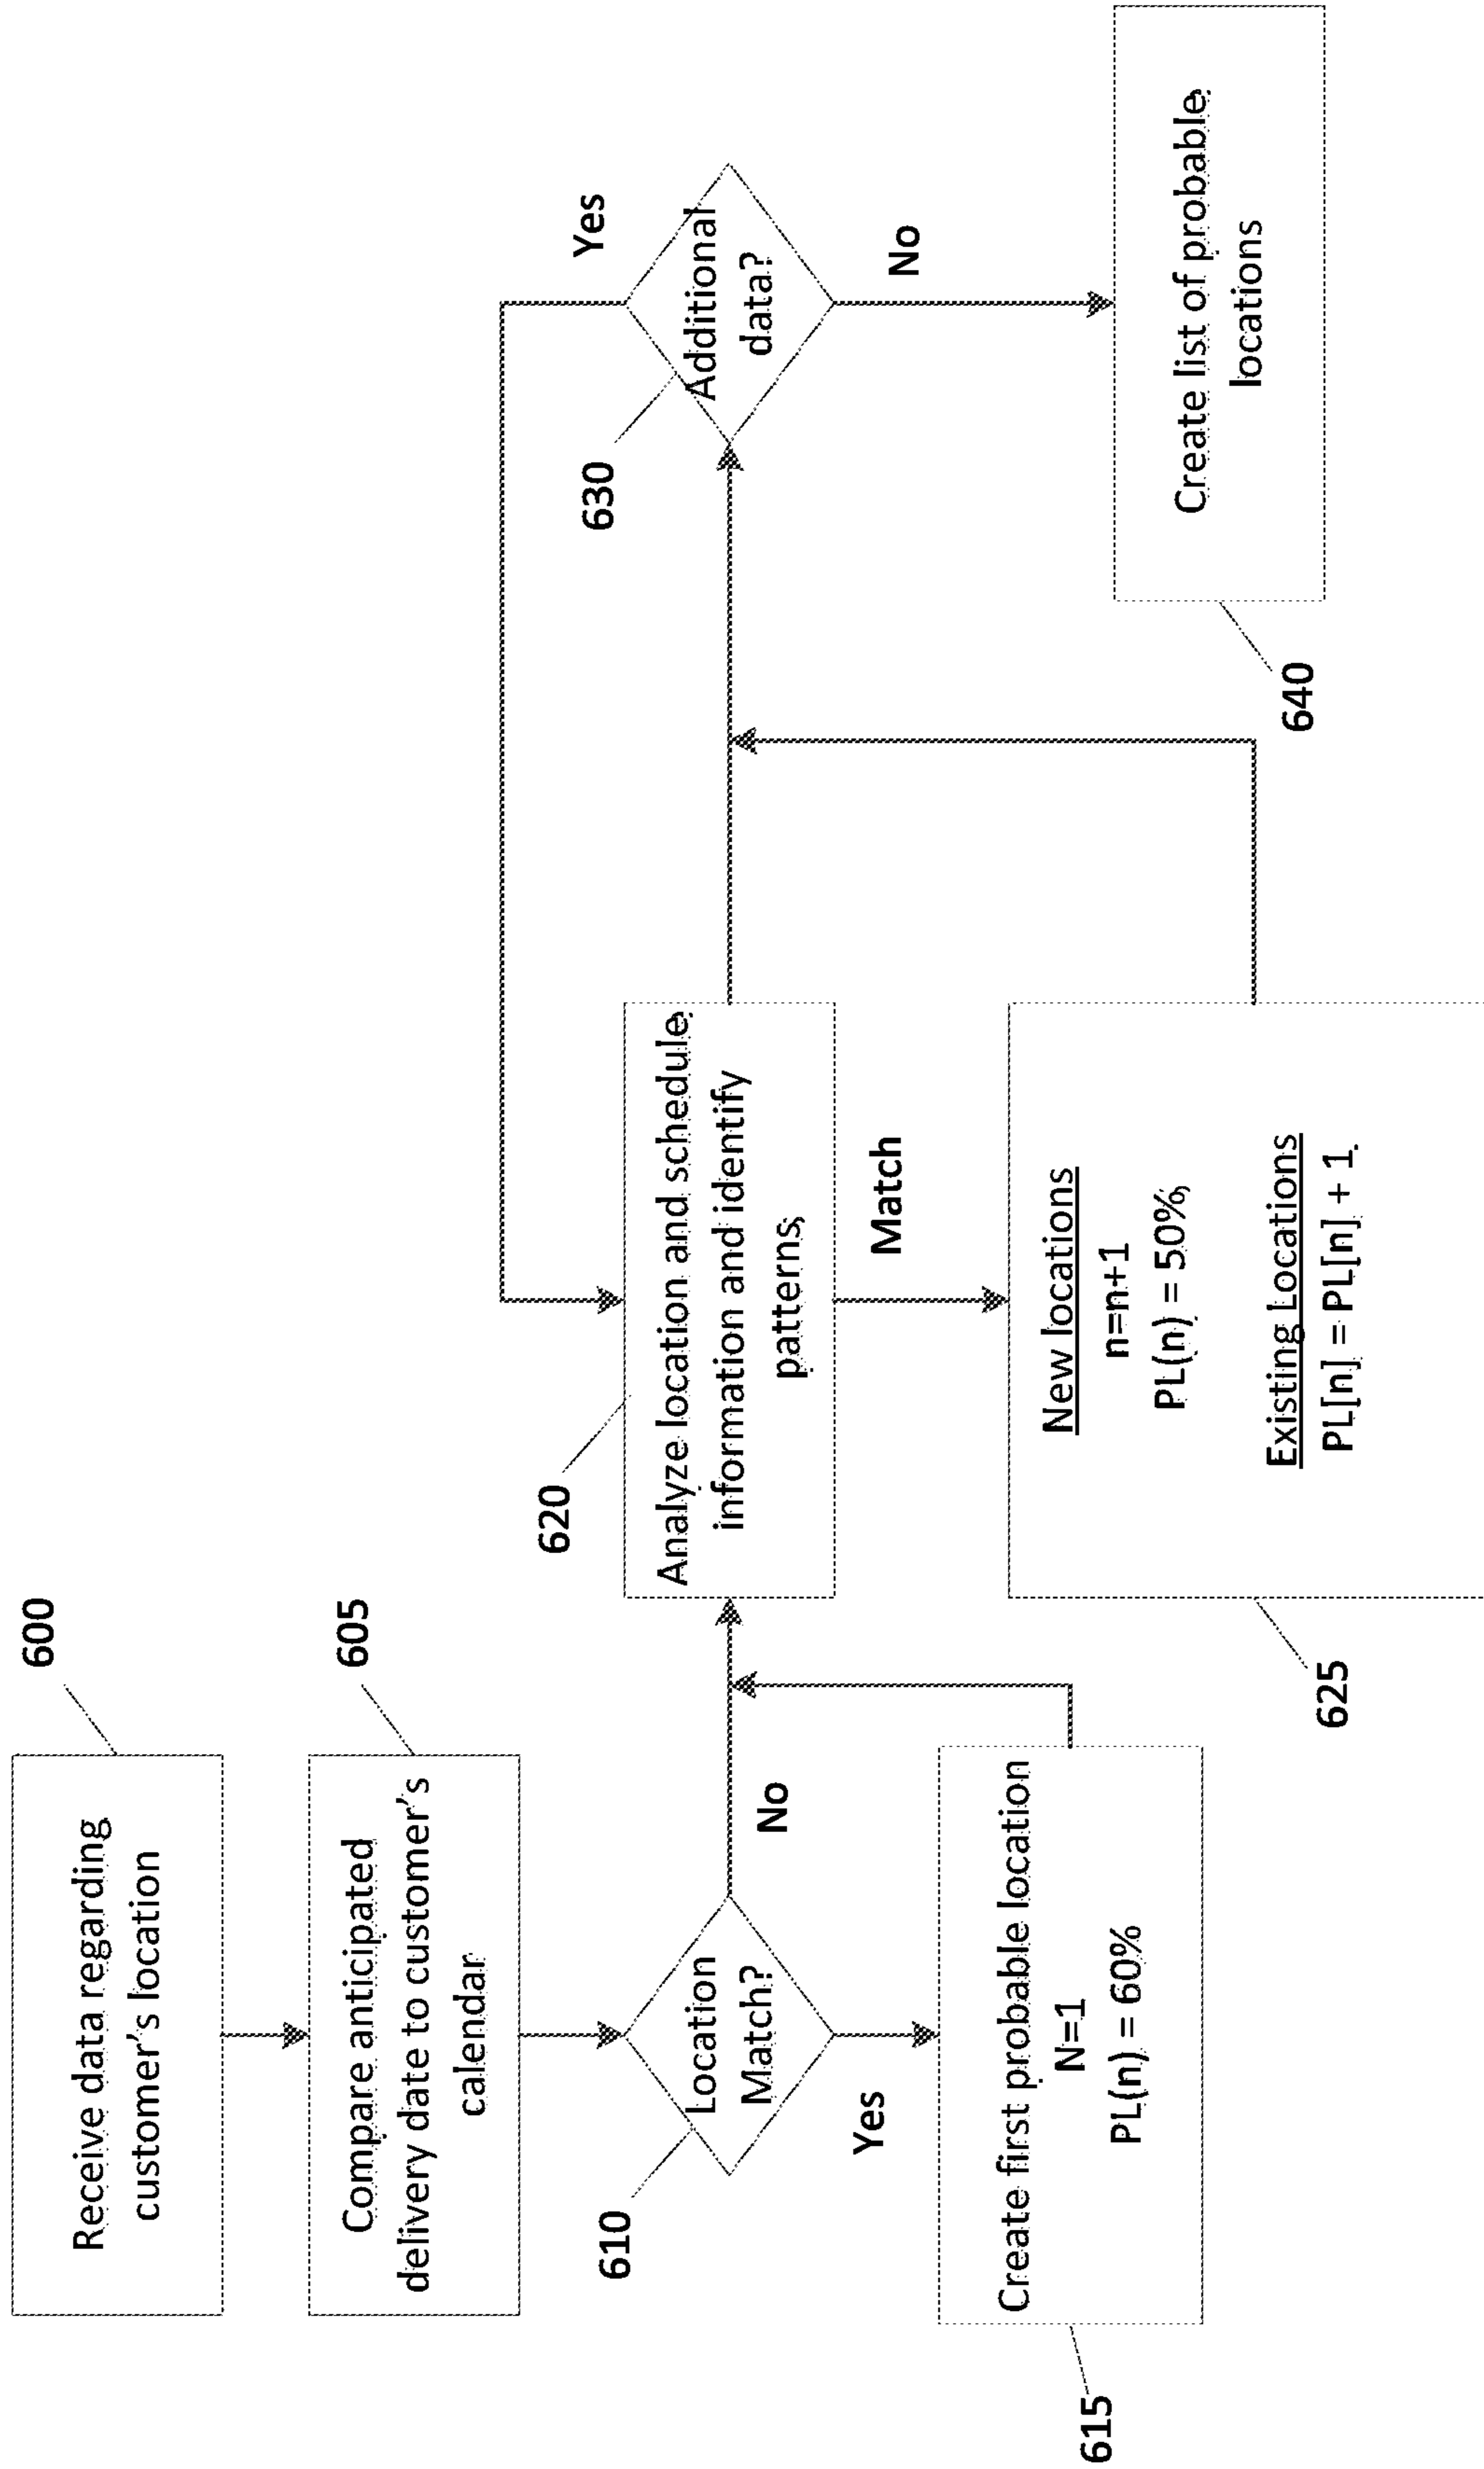 600
Receive data regarding
customer's location
605
Compare anticipated
delivery date to customer's
calendar
610
Location
Match?
Yes
No
615
Create first probable location
N=1
PL(n) = 60%
620
Analyze location and schedule
information and identify
patterns
Match
625
New locations
n=n+1
PL(n) = 50%
Existing Locations
PL[n] = PL[n] + 1
630
Additional
data?
Yes
No
640
Create list of probable
locations